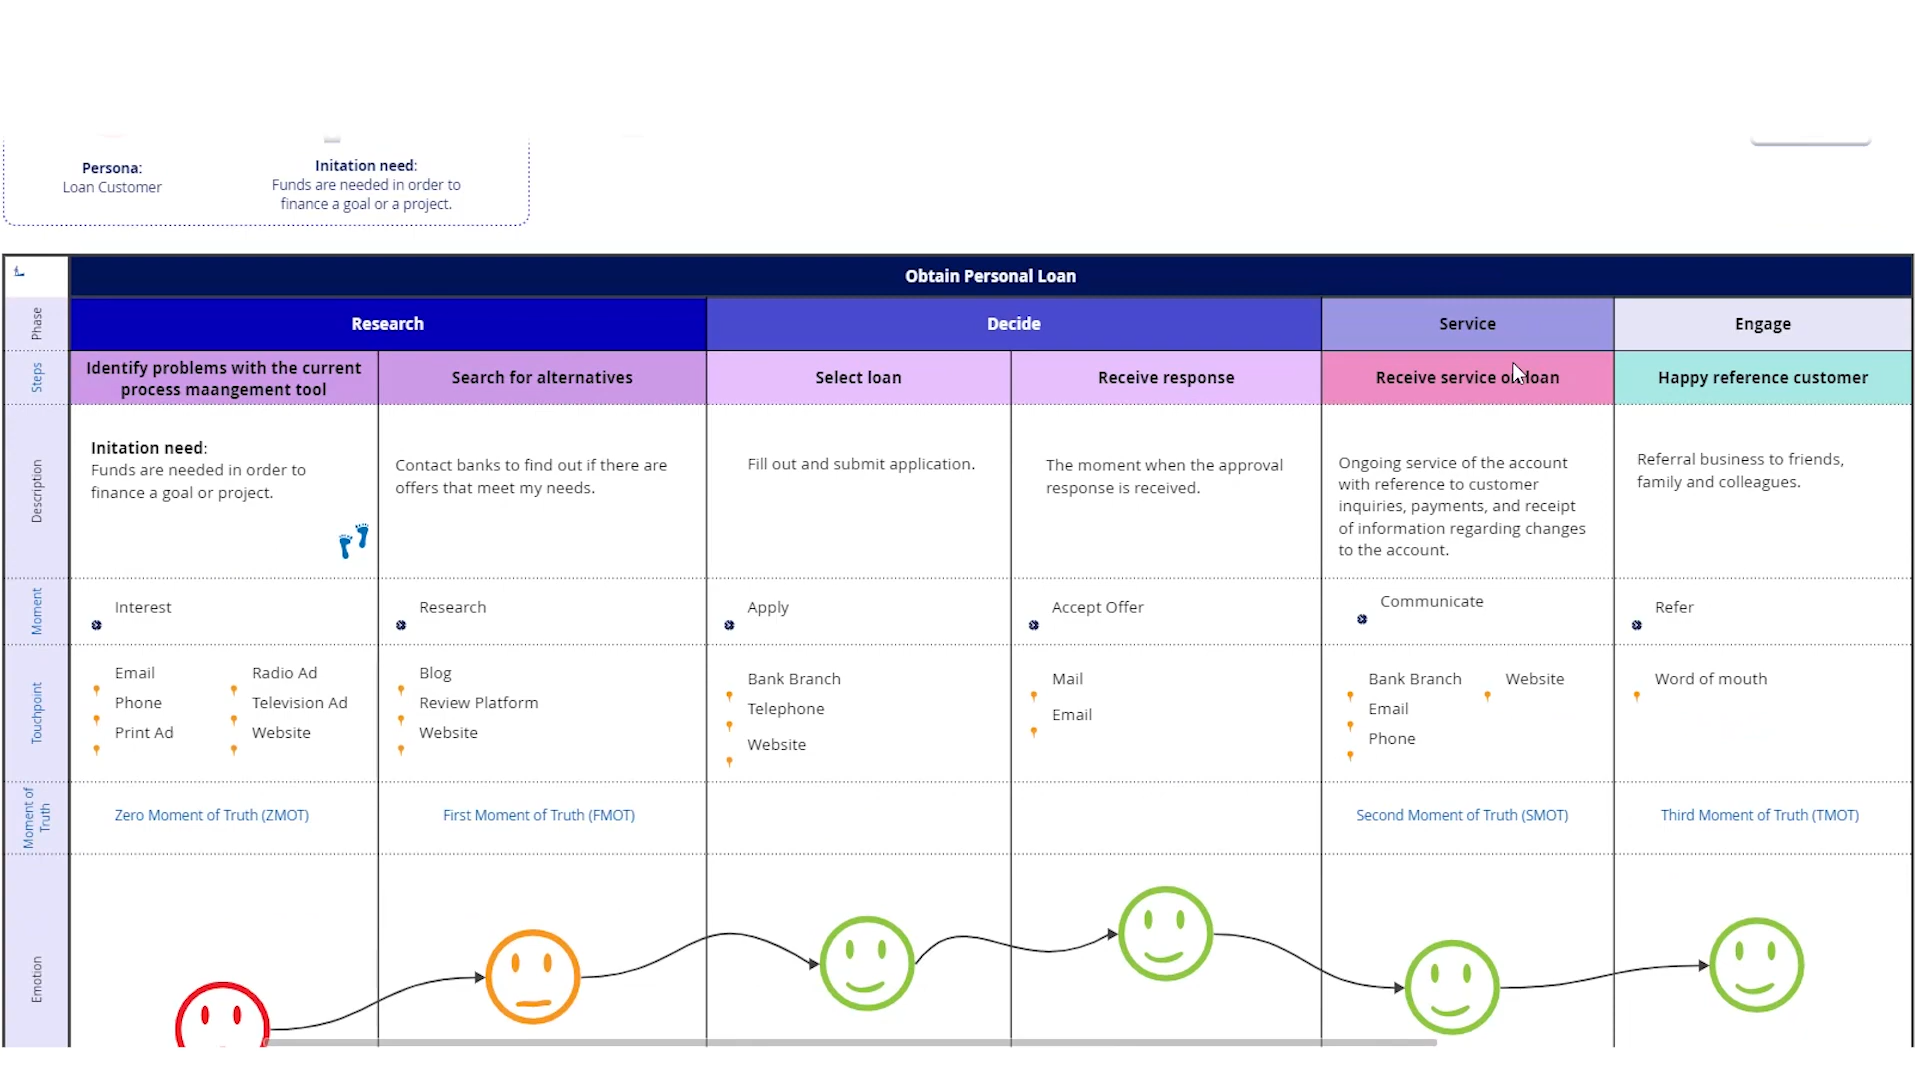 Persona:
Loan Customer
Initation need:
Funds are needed in order to
finance a goal or a project.
Obtain Personal Loan
Phase
Research
Decide
Service
Engage
Steps
Identify problems with the current
process maangement tool
Search for alternatives
Select loan
Receive response
Receive service on loan
Happy reference customer
Description
Initation need:
Funds are needed in order to
finance a goal or project.
Contact banks to find out if there are
offers that meet my needs.
Fill out and submit application.
The moment when the approval
response is received.
Ongoing service of the account
with reference to customer
inquiries, payments, and receipt
of information regarding changes
to the account.
Referral business to friends,
family and colleagues.
Moment
Interest
Research
Apply
Accept Offer
Communicate
Refer
Touchpoint
Email
Phone
Print Ad
Radio Ad
Television Ad
Website
Blog
Review Platform
Website
Bank Branch
Telephone
Website
Mail
Email
Bank Branch
Email
Phone
Website
Word of mouth
Moment of
Truth
Zero Moment of Truth (ZMOT)
First Moment of Truth (FMOT)
Second Moment of Truth (SMOT)
Third Moment of Truth (TMOT)
Emotion